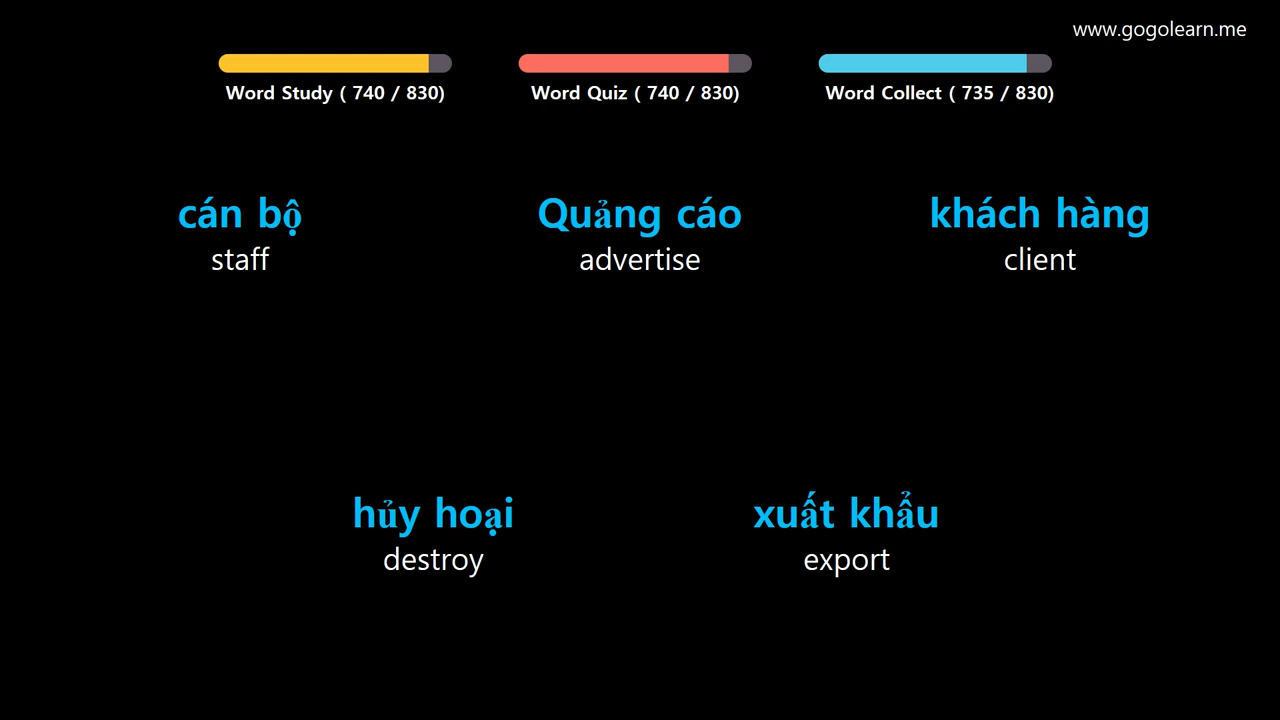 www.gogolearn.me
Word Study ( 740 / 830)
Word Quiz ( 740 / 830)
Word Collect ( 735 / 830)
cán bộ
staff
Quảng cáo
advertise
khách hàng
client
hủy hoại
destroy
xuất khẩu
export